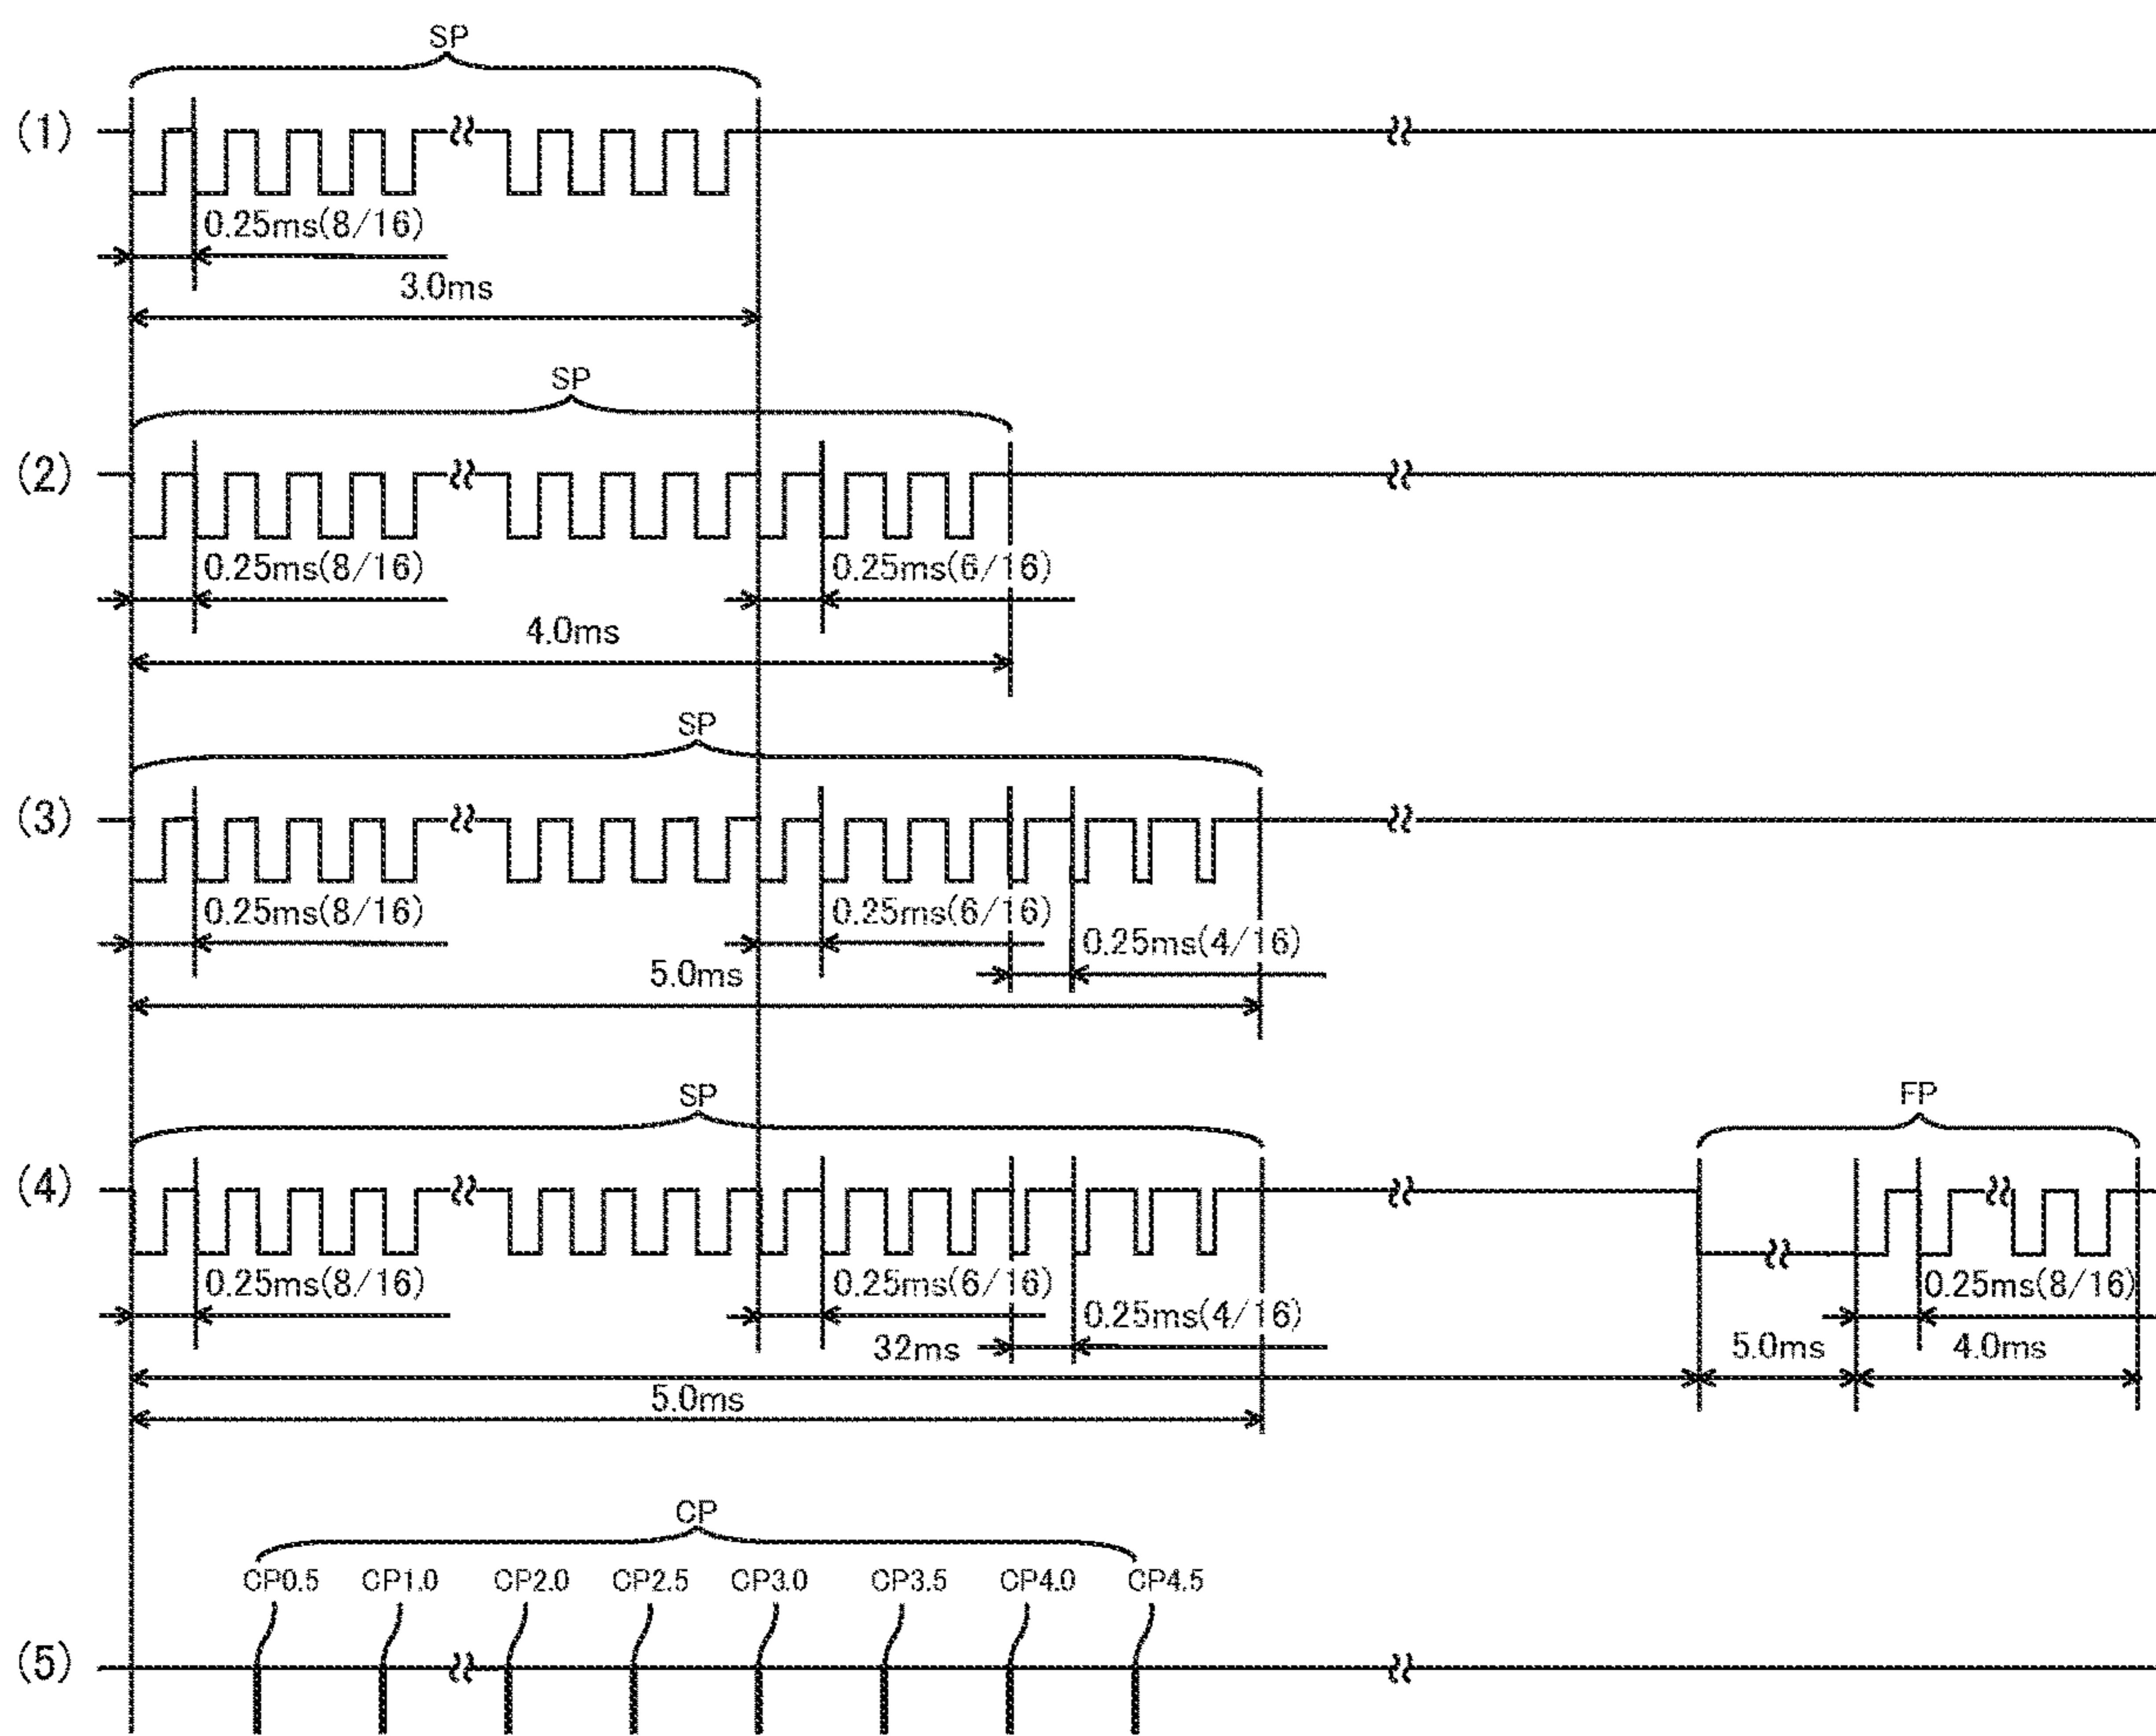 SP
(1)
0.25ms(8/16)
3.0ms
SP
(2)
0.25ms(8/16)
0.25ms(6/16)
4.0ms
SP
(3)
0.25ms(8/16)
0.25ms(6/16)
0.25ms(4/16)
5.0ms
SP
FP
(4)
0.25ms(8/16)
0.25ms(6/16)
0.25ms(4/16)
0.25ms(8/16)
32ms
5.0ms
4.0ms
5.0ms
CP
CP0.5 CP1.0 CP2.0 CP2.5 CP3.0 CP3.5 CP4.0 CP4.5
(5)